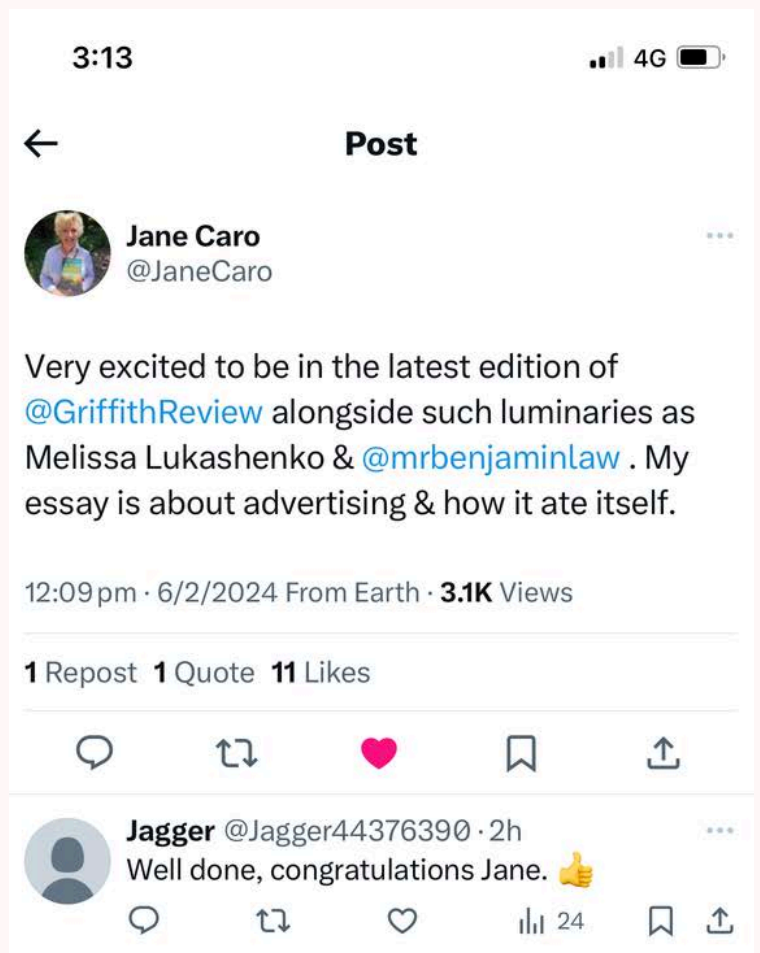 3:13
4G
Post
Jane Caro
@JaneCaro
Very excited to be in the latest edition of
@GriffithReview alongside such luminaries as
Melissa Lukashenko & @mrbenjaminlaw . My
essay is about advertising & how it ate itself.
12:09 pm · 6/2/2024 From Earth · 3.1K Views
1 Repost 1 Quote 11 Likes
Jagger @Jagger44376390 · 2h
Well done, congratulations Jane. 👍
24